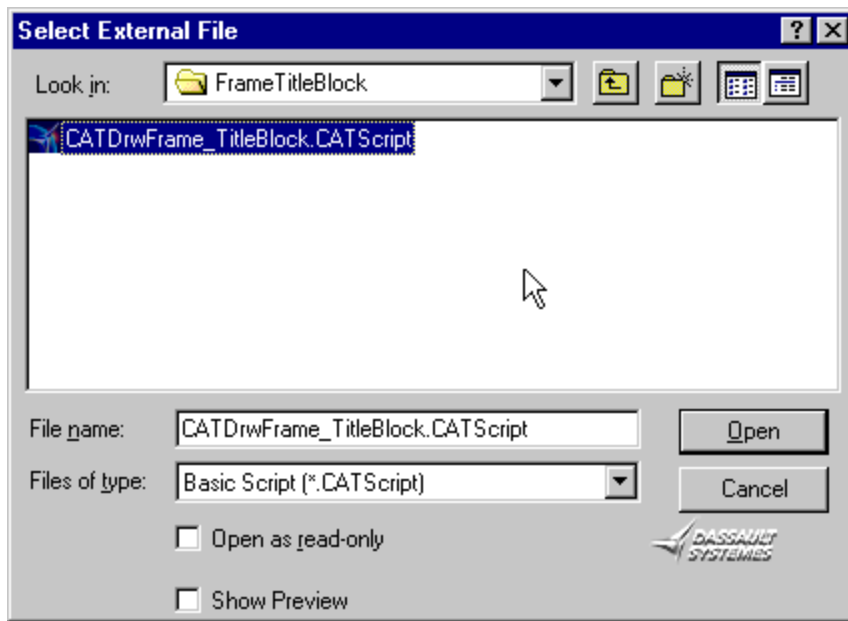 Select External File
Look in: FrameTitleBlock
CATDrwFrame_TitleBlock.CATScript
File name: CATDrwFrame_TitleBlock.CATScript Open
Files of type: Basic Script (*.CATScript) Cancel
Open as read-only
DASSAULT
SYSTEMES
Show Preview